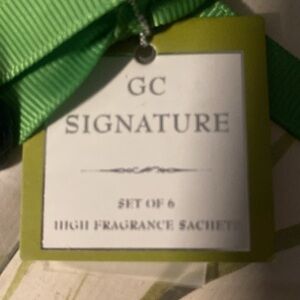 GC
SIGNATURE
SET OF 6
HIGH FRAGRANCE SACHETS